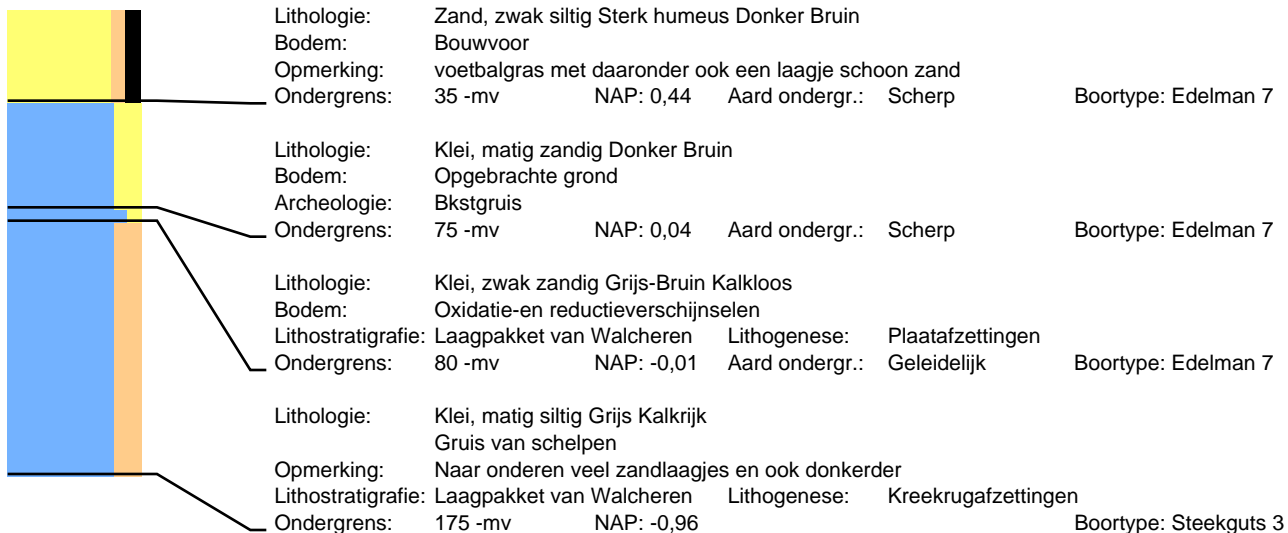 Lithologie: Zand, zwak siltig Sterk humeus Donker Bruin
Bodem: Bouwvoor
Opmerking: voetbalgras met daaronder ook een laagje schoon zand
Ondergrens: 35 -mv NAP: 0,44 Aard ondergr.: Scherp Boortype: Edelman 7
Lithologie: Klei, matig zandig Donker Bruin
Bodem: Opgebrachte grond
Archeologie: Bkstgruis
Ondergrens: 75 -mv NAP: 0,04 Aard ondergr.: Scherp Boortype: Edelman 7
Lithologie: Klei, zwak zandig Grijs-Bruin Kalkloos
Bodem: Oxidatie-en reductieverschijnselen
Lithostratigrafie: Laagpakket van Walcheren Lithogenese: Plaatafzettingen
Ondergrens: 80 -mv NAP: -0,01 Aard ondergr.: Geleidelijk Boortype: Edelman 7
Lithologie: Klei, matig siltig Grijs Kalkrijk
Gruis van schelpen
Opmerking: Naar onderen veel zandlaagjes en ook donkerder
Lithostratigrafie: Laagpakket van Walcheren Lithogenese: Kreekrugafzettingen
Ondergrens: 175 -mv NAP: -0,96 Boortype: Steekguts 3